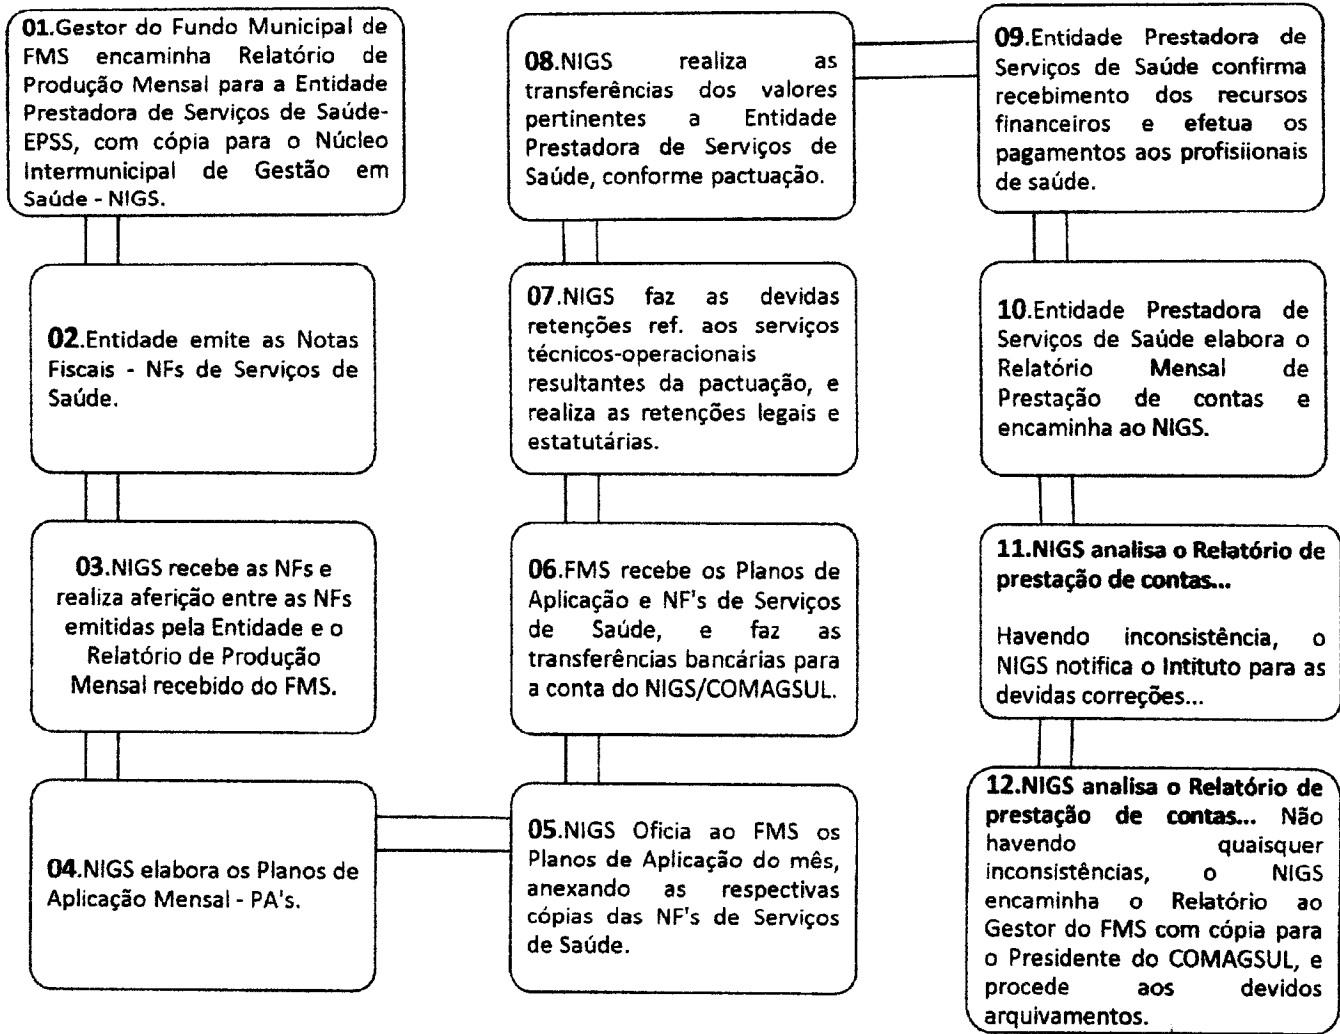 01.Gestor do Fundo Municipal de
FMS encaminha Relatório de
Produção Mensal para a Entidade
Prestadora de Serviços de Saúde-
EPSS, com cópia para o Núcleo
Intermunicipal de Gestão em
Saúde - NIGS.
02.Entidade emite as Notas
Fiscais - NFs de Serviços de
Saúde.
03.NIGS recebe as NFs e
realiza aferição entre as NFs
emitidas pela Entidade e o
Relatório de Produção
Mensal recebido do FMS.
04.NIGS elabora os Planos de
Aplicação Mensal - PA's.
05.NIGS Oficia ao FMS os
Planos de Aplicação do mês,
anexando as respectivas
cópias das NF's de Serviços
de Saúde.
06.FMS recebe os Planos de
Aplicação e NF's de Serviços
de Saúde, e faz as
transferências bancárias para
a conta do NIGS/COMAGSUL.
07.NIGS faz as devidas
retenções ref. aos serviços
técnicos-operacionais
resultantes da pactuação, e
realiza as retenções legais e
estatutárias.
08.NIGS realiza as
transferências dos valores
pertinentes a Entidade
Prestadora de Serviços de
Saúde, conforme pactuação.
09.Entidade Prestadora de
Serviços de Saúde confirma
recebimento dos recursos
financeiros e efetua os
pagamentos aos profisiionais
de saúde.
10.Entidade Prestadora de
Serviços de Saúde elabora o
Relatório Mensal de
Prestação de contas e
encaminha ao NIGS.
11.NIGS analisa o Relatório de
prestação de contas...
Havendo inconsistência, o
NIGS notifica o Intituto para as
devidas correções...
12.NIGS analisa o Relatório de
prestação de contas... Não
havendo quaisquer
inconsistências, o NIGS
encaminha o Relatório ao
Gestor do FMS com cópia para
o Presidente do COMAGSUL, e
procede aos devidos
arquivamentos.